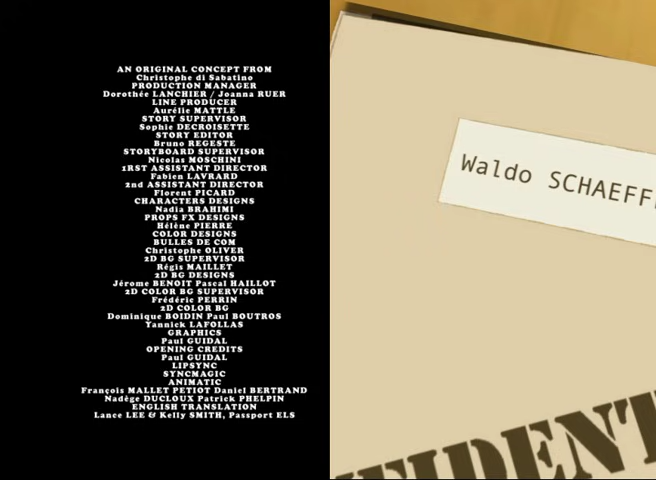 AN ORIGINAL CONCEPT FROM
Christophe di Sabatino
PRODUCTION MANAGER
Dorothée LANCHIER / Joanna RUER
LINE PRODUCER
Aurélie MATTLE
STORY SUPERVISOR
Sophie DECROISETTE
STORY EDITOR
Bruno REGESTE
STORYBOARD SUPERVISOR
Nicolas MOSCHINI
1RST ASSISTANT DIRECTOR
Fabien LAVRARD
2nd ASSISTANT DIRECTOR
Florent PICARD
CHARACTERS DESIGNS
Nadia BRAHIMI
PROPS FX DESIGNS
Hélène PIERRE
COLOR DESIGNS
BULLES DE COM
Christophe OLIVER
2D BG SUPERVISOR
Régis MAILLET
2D BG DESIGNS
Jérome BENOIT Pascal HAILLOT
2D COLOR BG SUPERVISOR
Frédéric PERRIN
2D COLOR BG
Dominique BOIDIN Paul BOUTROS
Yannick LAFOLLAS
GRAPHICS
Paul GUIDAL
OPENING CREDITS
Paul GUIDAL
LIPSYNC
SYNCMAGIC
ANIMATIC
François MALLET PETIOT Daniel BERTRAND
Nadège DUCLOUX Patrick PHELPIN
ENGLISH TRANSLATION
Lance LEE & Kelly SMITH, Passport ELS
Waldo SCHAEFF
FIDENT